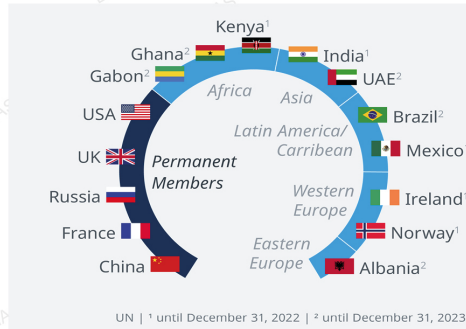 Kenya¹
Ghana²
India¹
Gabon²
UAE²
Africa
Asia
USA
Brazil²
Latin America/
Carribean
UK
Mexico¹
Permanent
Members
Russia
Western
Europe
Ireland¹
France
Norway¹
Eastern
Europe
China
Albania²
UN | ¹ until December 31, 2022 | ² until December 31, 2023